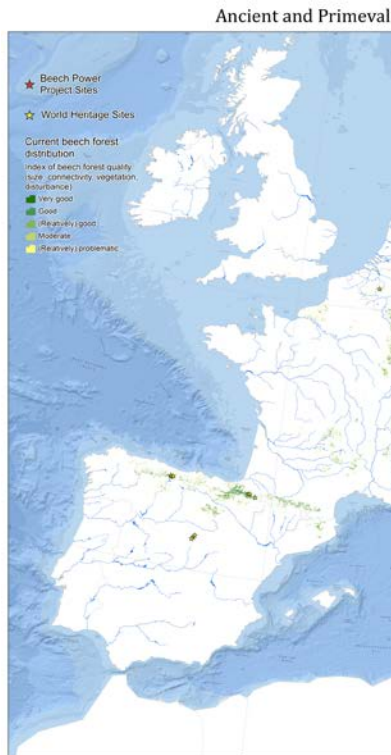 Ancient and Primeval
Beech Power
Project Sites
World Heritage Sites
Current beech forest
distribution
Index of beech forest quality
(size, connectivity, vegetation,
disturbance)
Very good
Good
(Relatively) good
Moderate
(Relatively) problematic